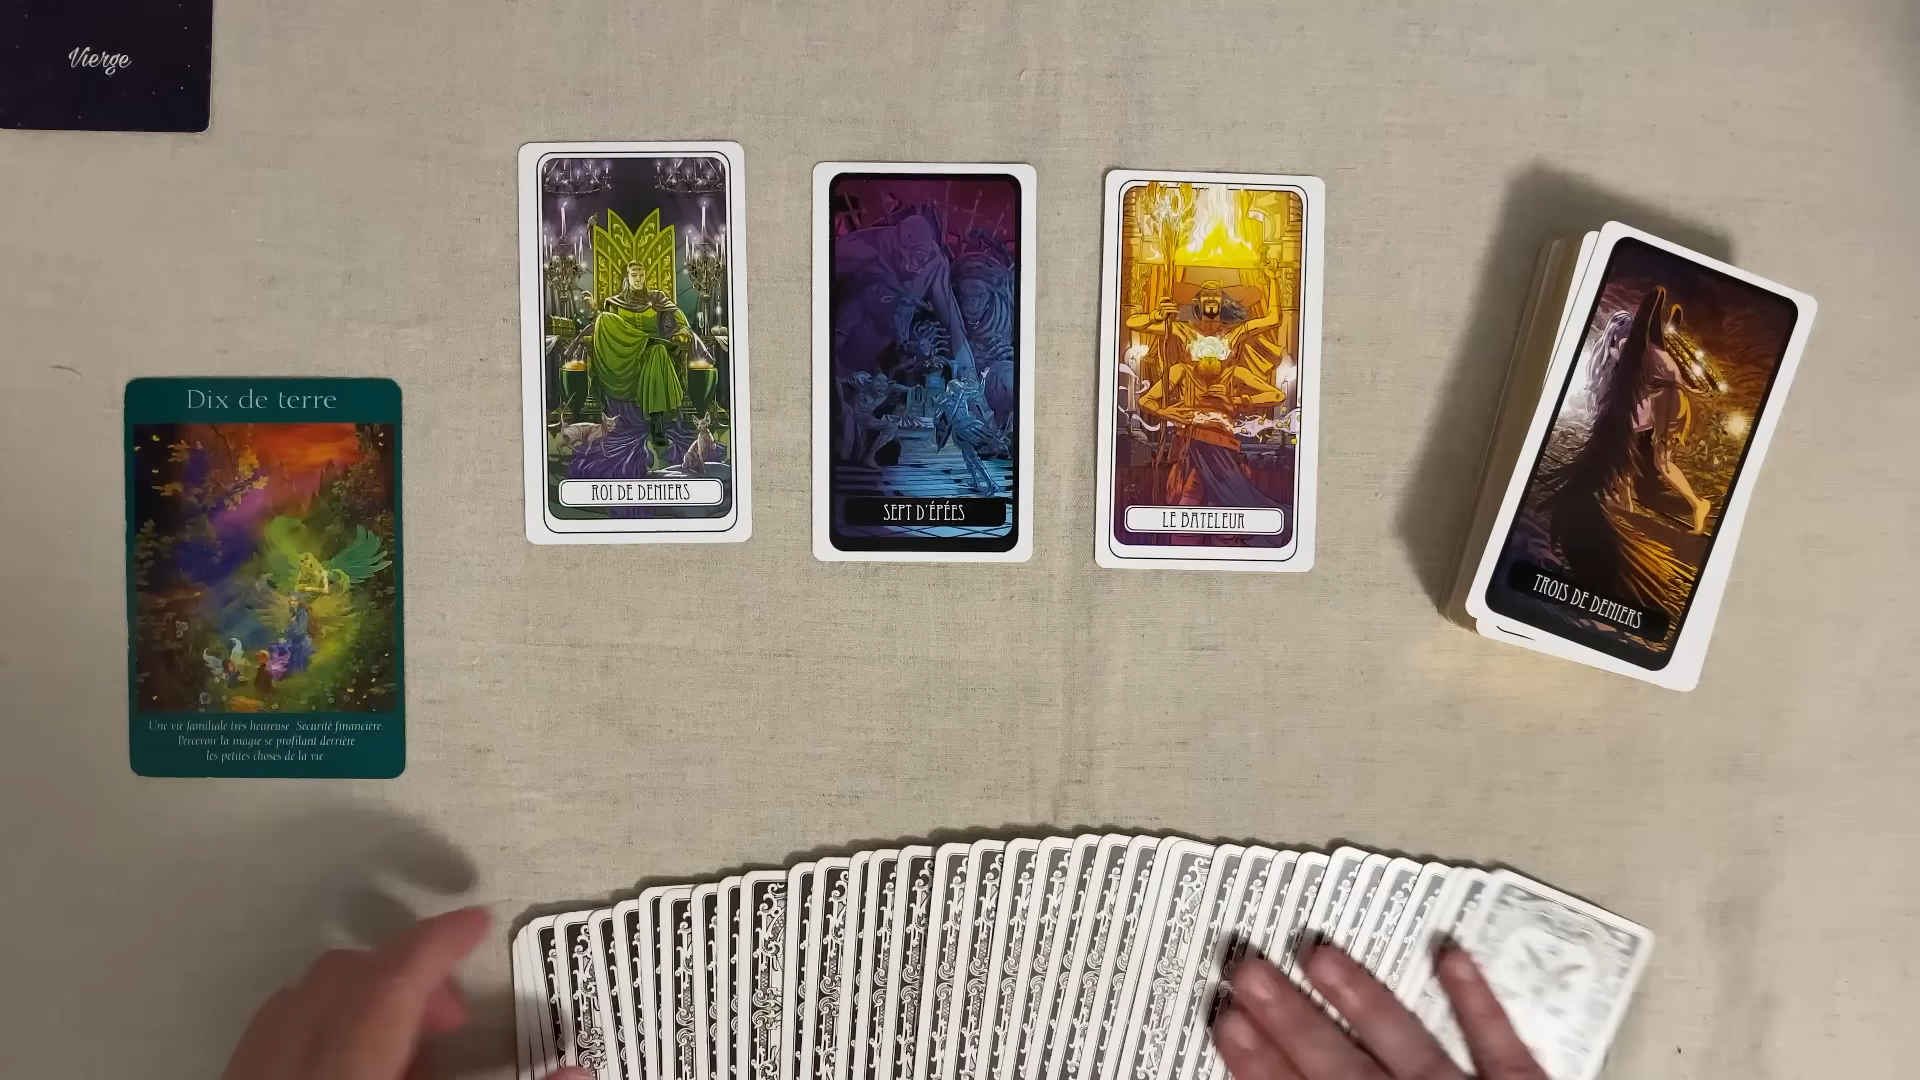 Vierge
Dix de terre
Une vie familiale très heureuse Sécurité financière
Percevoir la magie se profilant derrière
les petites choses de la vie
ROI DE DENIERS
SEPT D'ÉPÉES
LE BATELEUR
TROIS DE DENIERS